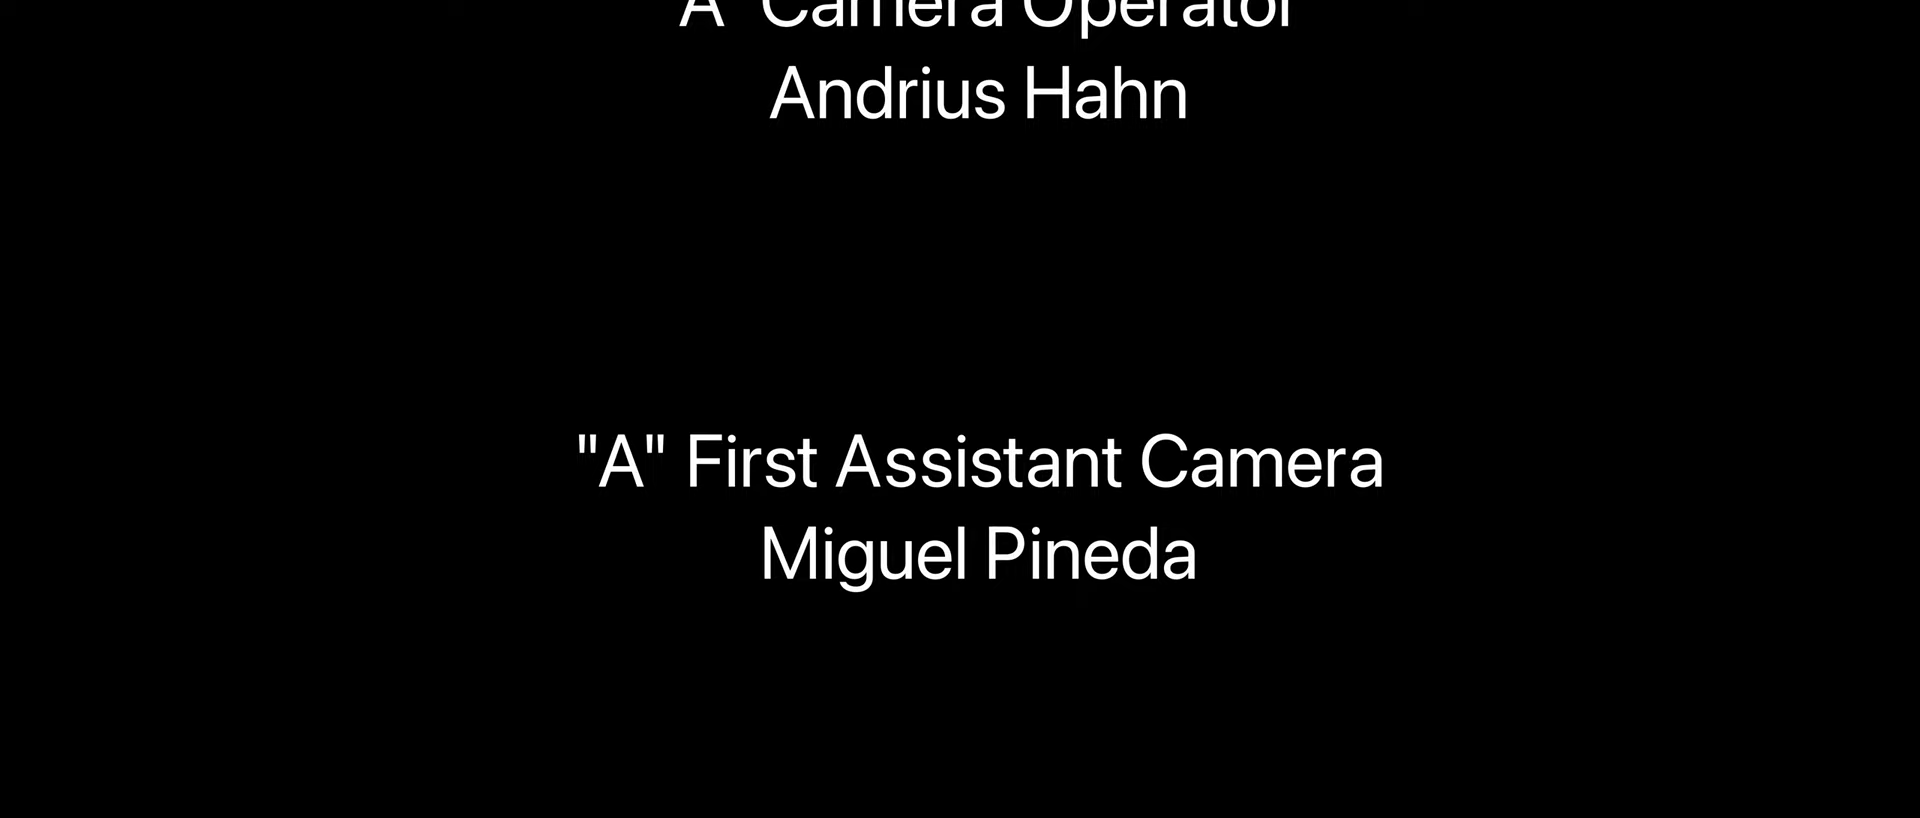 "A" Camera Operator
Andrius Hahn
"A" First Assistant Camera
Miguel Pineda